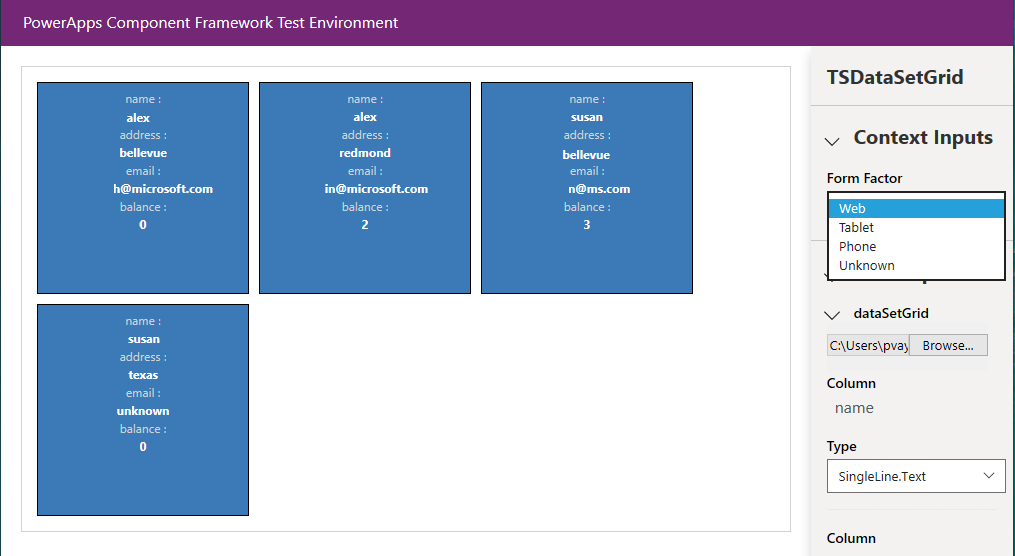 PowerApps Component Framework Test Environment
name :
alex
address :
bellevue
email :
h@microsoft.com
balance :
0
name :
alex
address :
redmond
email :
in@microsoft.com
balance :
2
name :
susan
address :
bellevue
email :
n@ms.com
balance :
3
name :
susan
address :
texas
email :
unknown
balance :
0
TSDataSetGrid
Context Inputs
Form Factor
Web
Tablet
Phone
Unknown
dataSetGrid
C:\Users\pvay Browse...
Column
name
Type
SingleLine.Text
Column